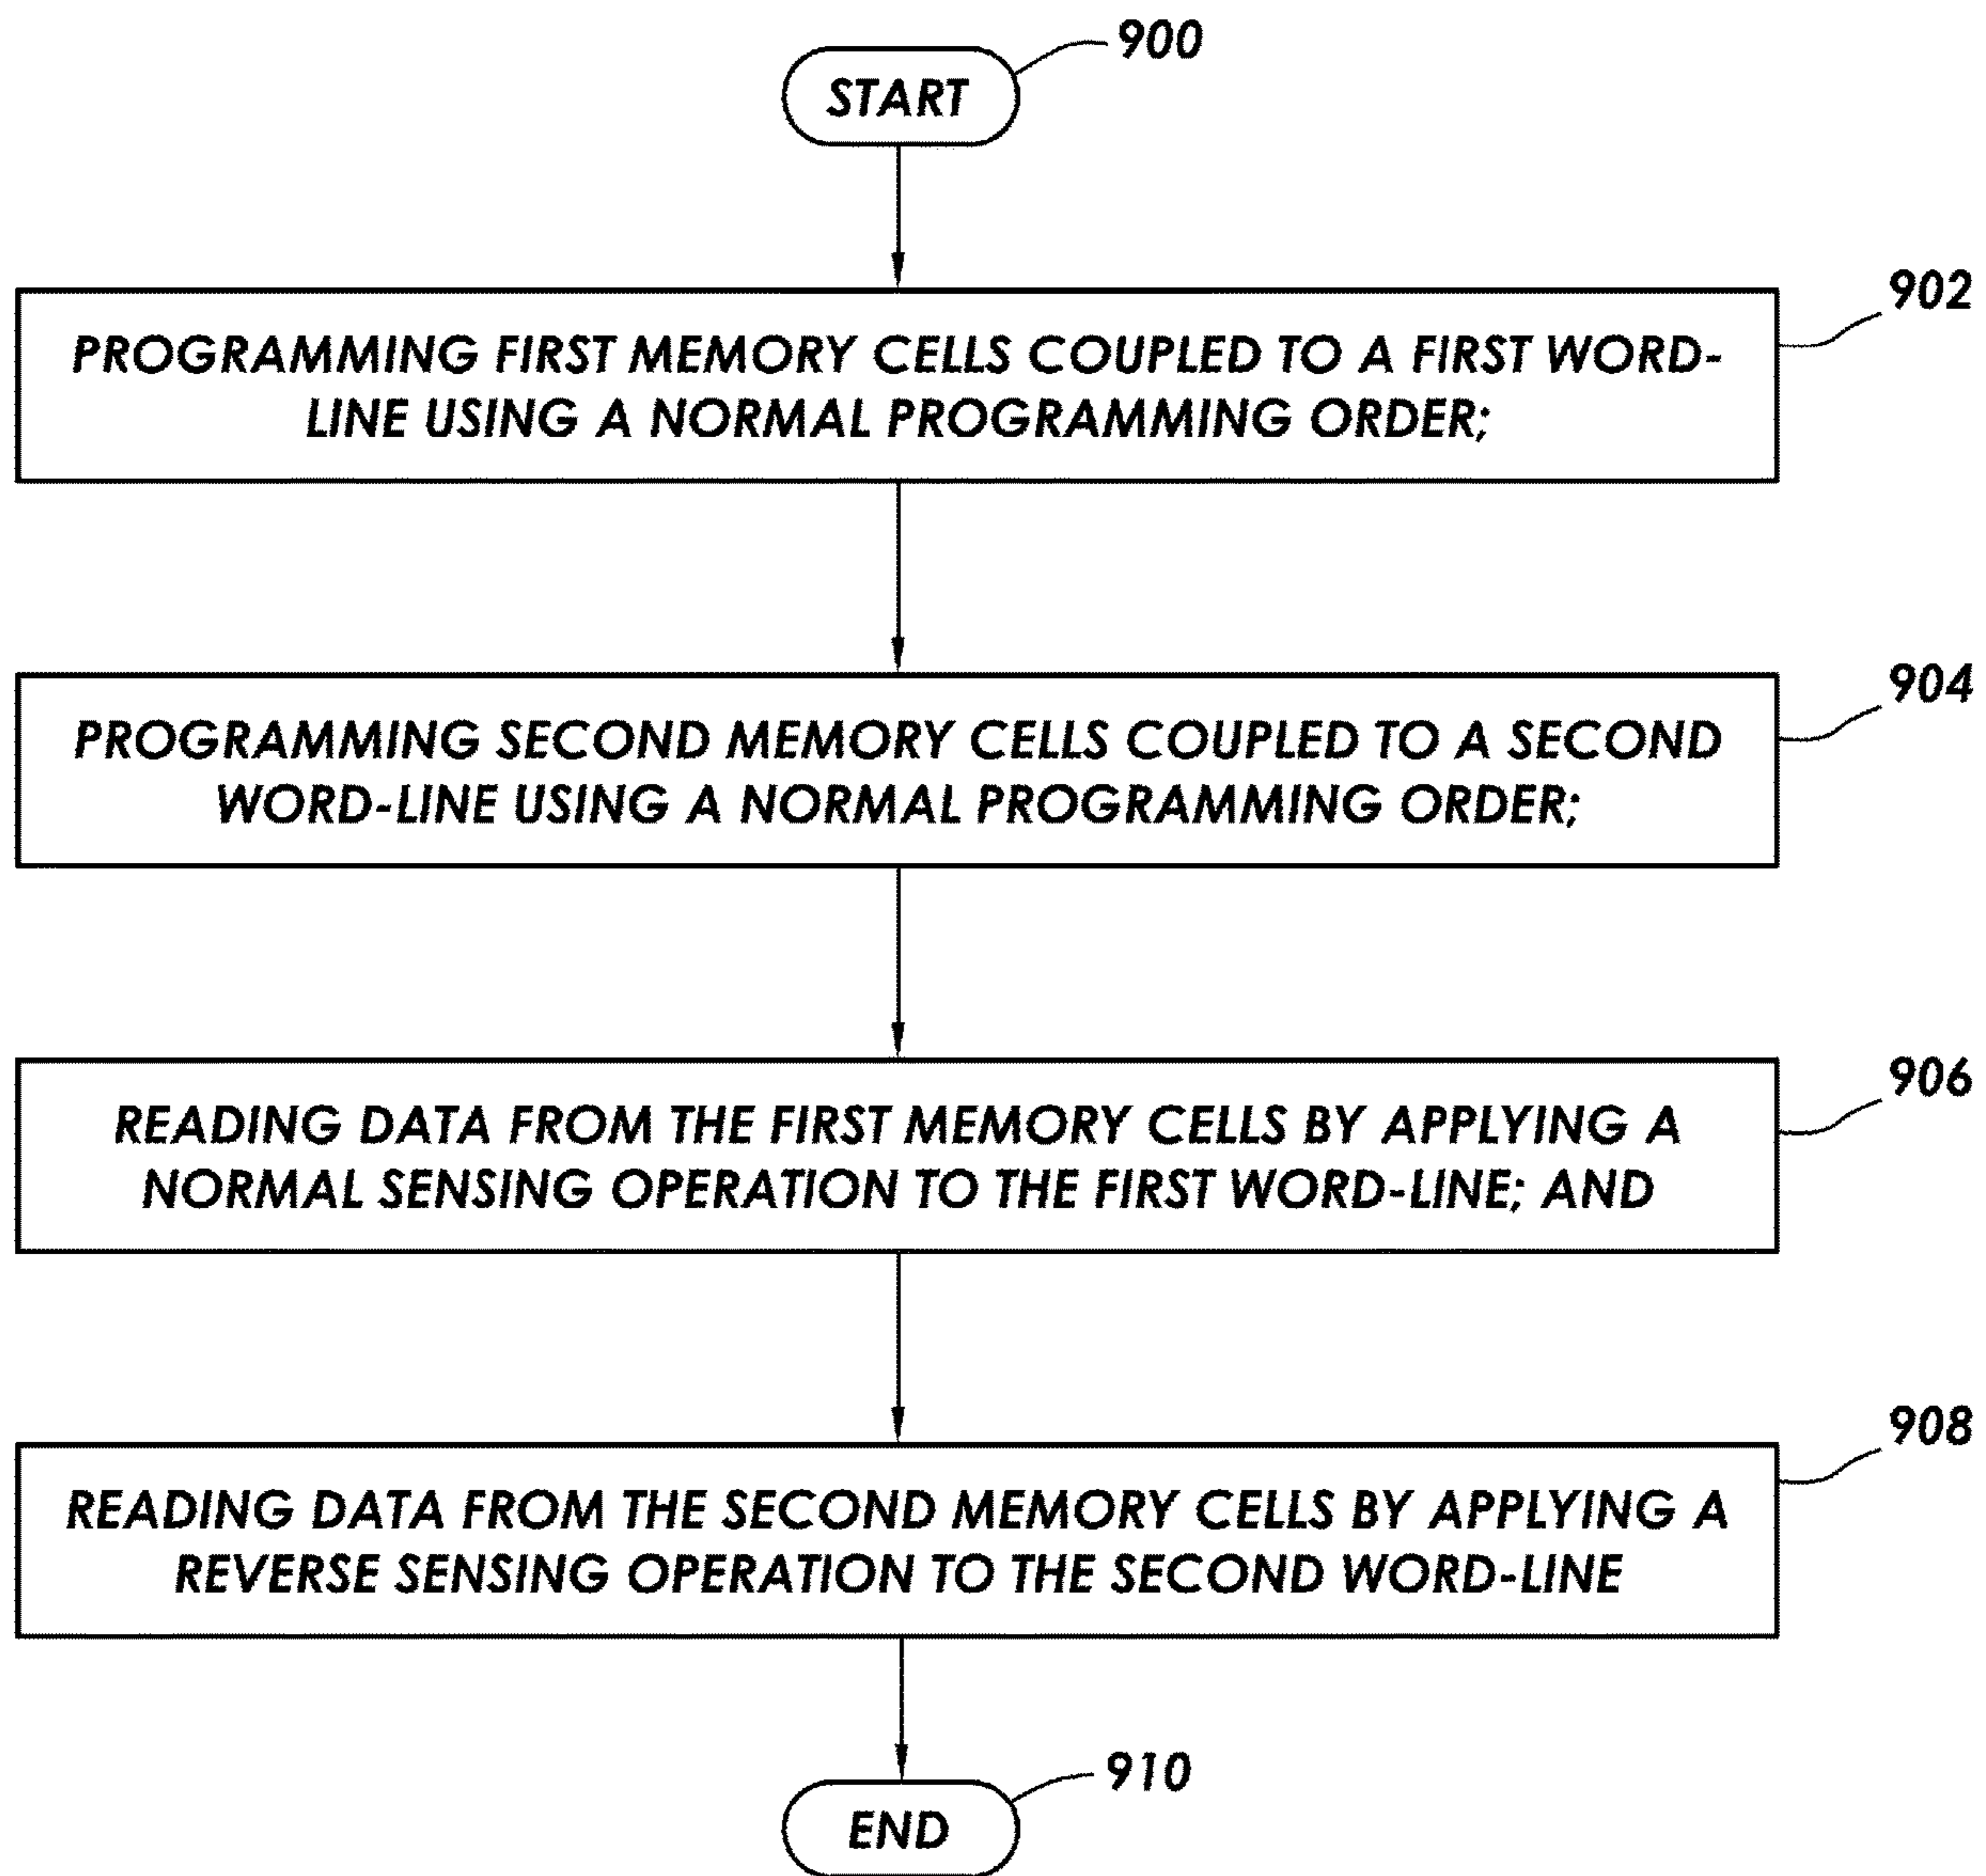 900
START
902
PROGRAMMING FIRST MEMORY CELLS COUPLED TO A FIRST WORD-
LINE USING A NORMAL PROGRAMMING ORDER;
904
PROGRAMMING SECOND MEMORY CELLS COUPLED TO A SECOND
WORD-LINE USING A NORMAL PROGRAMMING ORDER;
906
READING DATA FROM THE FIRST MEMORY CELLS BY APPLYING A
NORMAL SENSING OPERATION TO THE FIRST WORD-LINE; AND
908
READING DATA FROM THE SECOND MEMORY CELLS BY APPLYING A
REVERSE SENSING OPERATION TO THE SECOND WORD-LINE
910
END